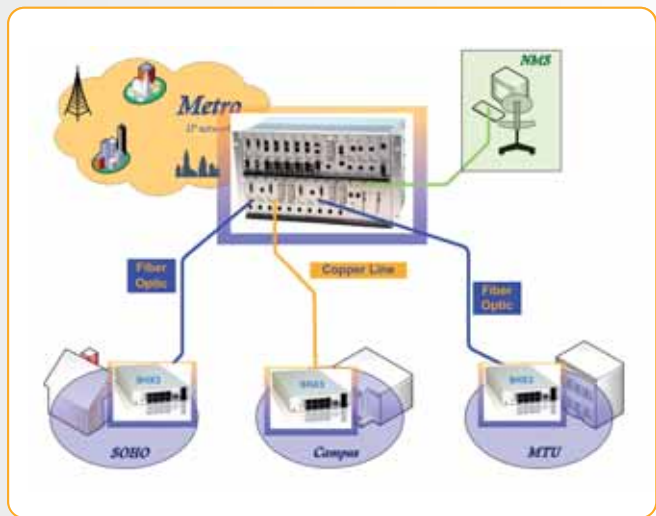 NMS
Metro
IP network
Fiber
Optic
Copper Line
Fiber
Optic
SOHO
Campus
MTU